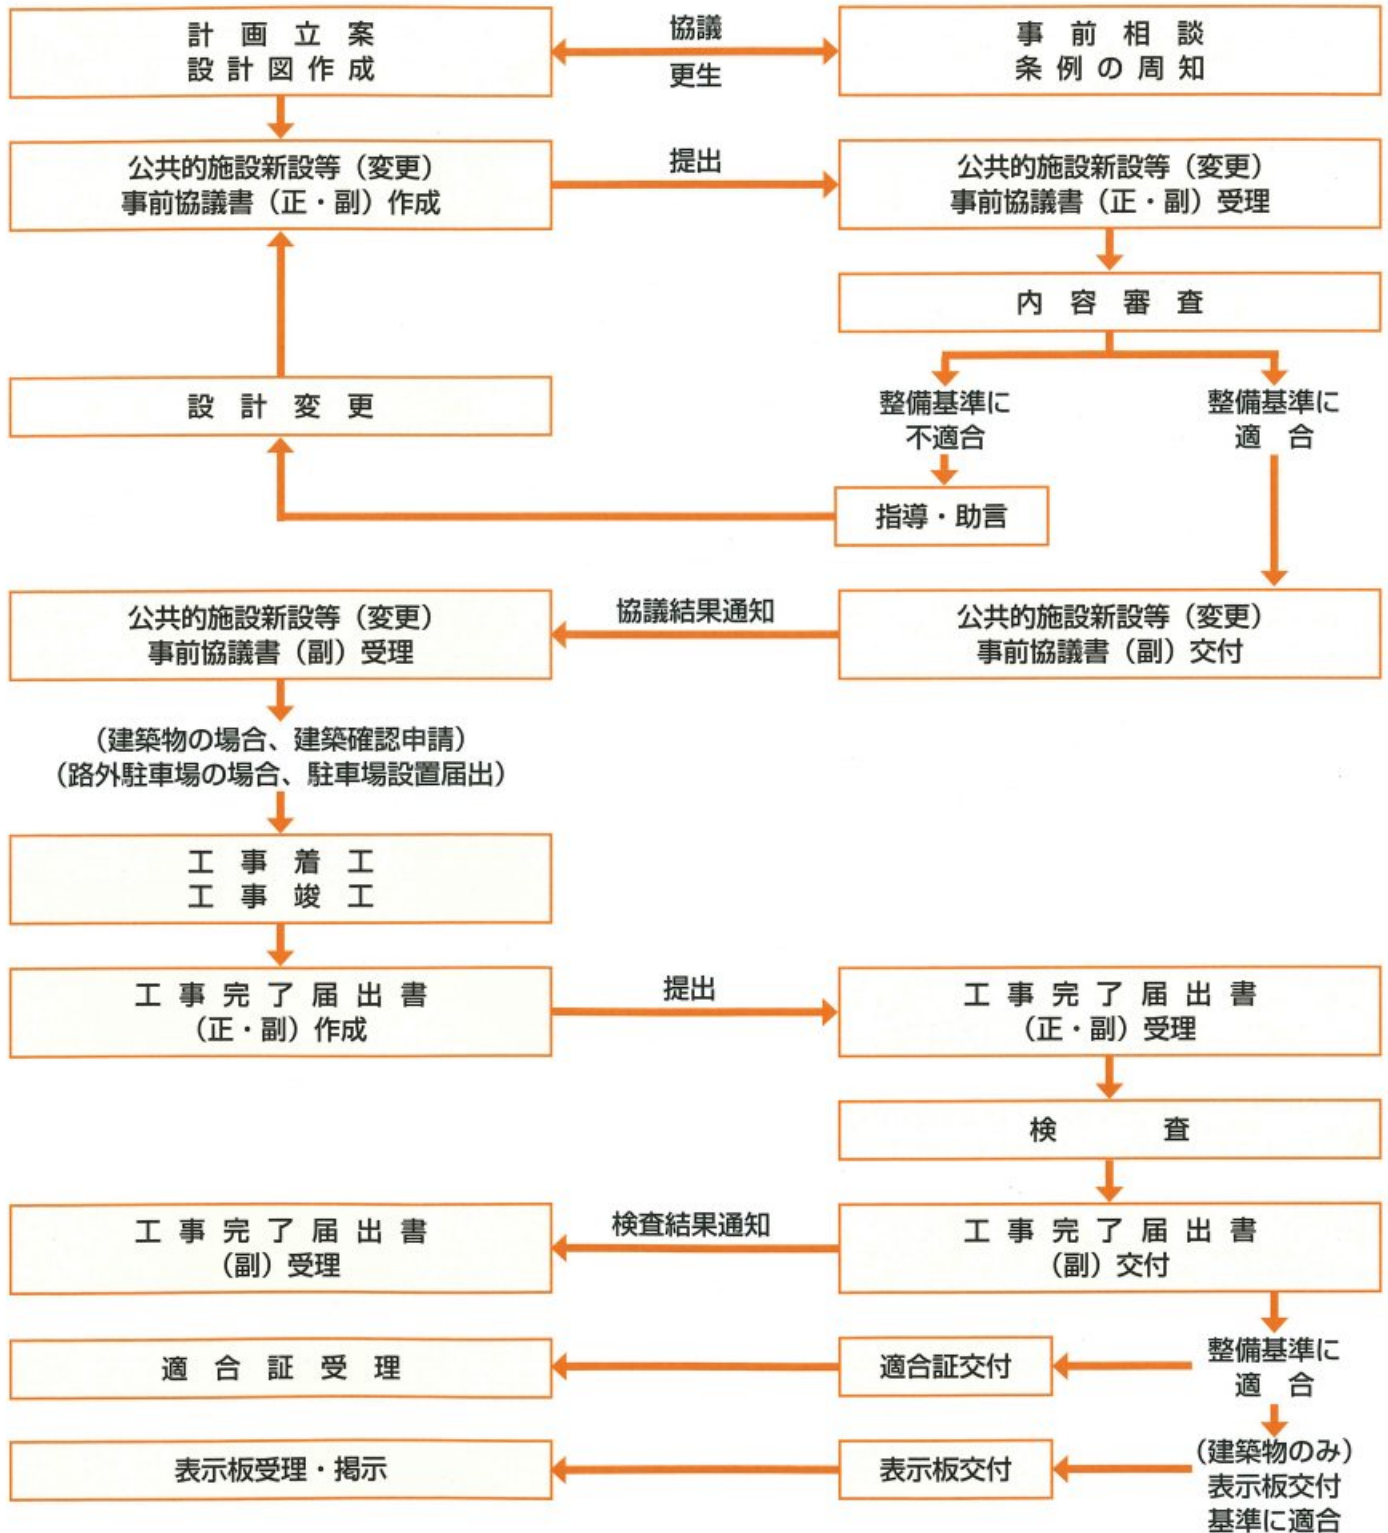 計画立案
設計図作成
協議
更生
事前相談
条例の周知
公共的施設新設等（変更）
事前協議書（正・副）作成
提出
公共的施設新設等（変更）
事前協議書（正・副）受理
内容審査
設計変更
整備基準に
不適合
整備基準に
適合
指導・助言
公共的施設新設等（変更）
事前協議書（副）受理
協議結果通知
公共的施設新設等（変更）
事前協議書（副）交付
（建築物の場合、建築確認申請）
（路外駐車場の場合、駐車場設置届出）
工事着工
工事竣工
工事完了届出書
（正・副）作成
提出
工事完了届出書
（正・副）受理
検査
工事完了届出書
（副）受理
検査結果通知
工事完了届出書
（副）交付
適合証受理
適合証交付
整備基準に
適合
表示板受理・掲示
表示板交付
（建築物のみ）
表示板交付
基準に適合